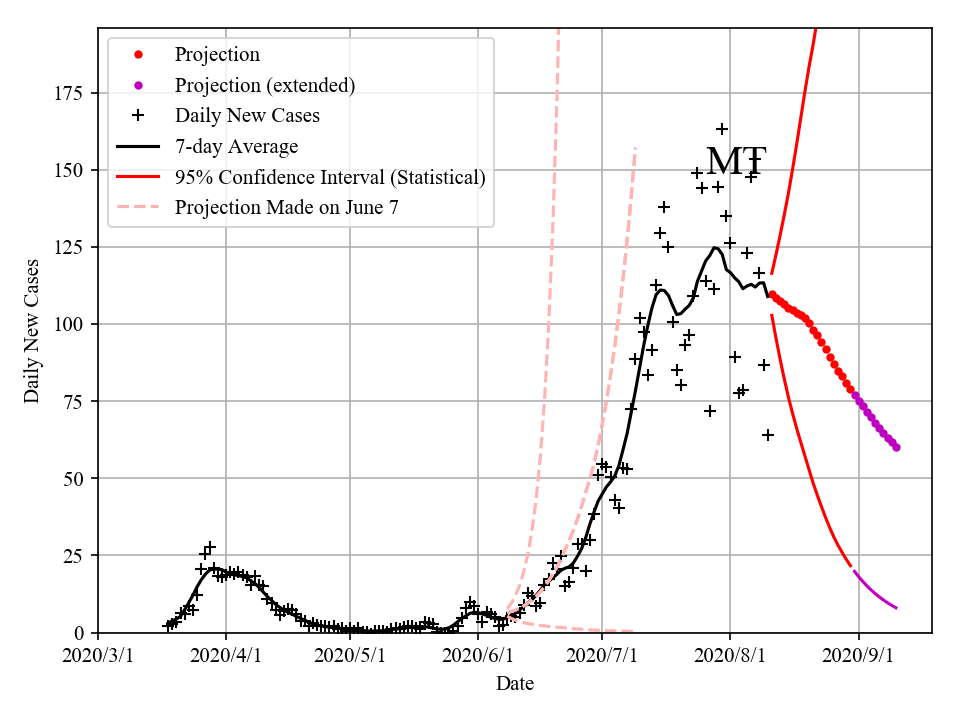 Projection
Projection (extended)
Daily New Cases
7-day Average
95% Confidence Interval (Statistical)
Projection Made on June 7
MT
175
150
125
100
75
50
25
0
Daily New Cases
2020/3/1 2020/4/1 2020/5/1 2020/6/1 2020/7/1 2020/8/1 2020/9/1
Date